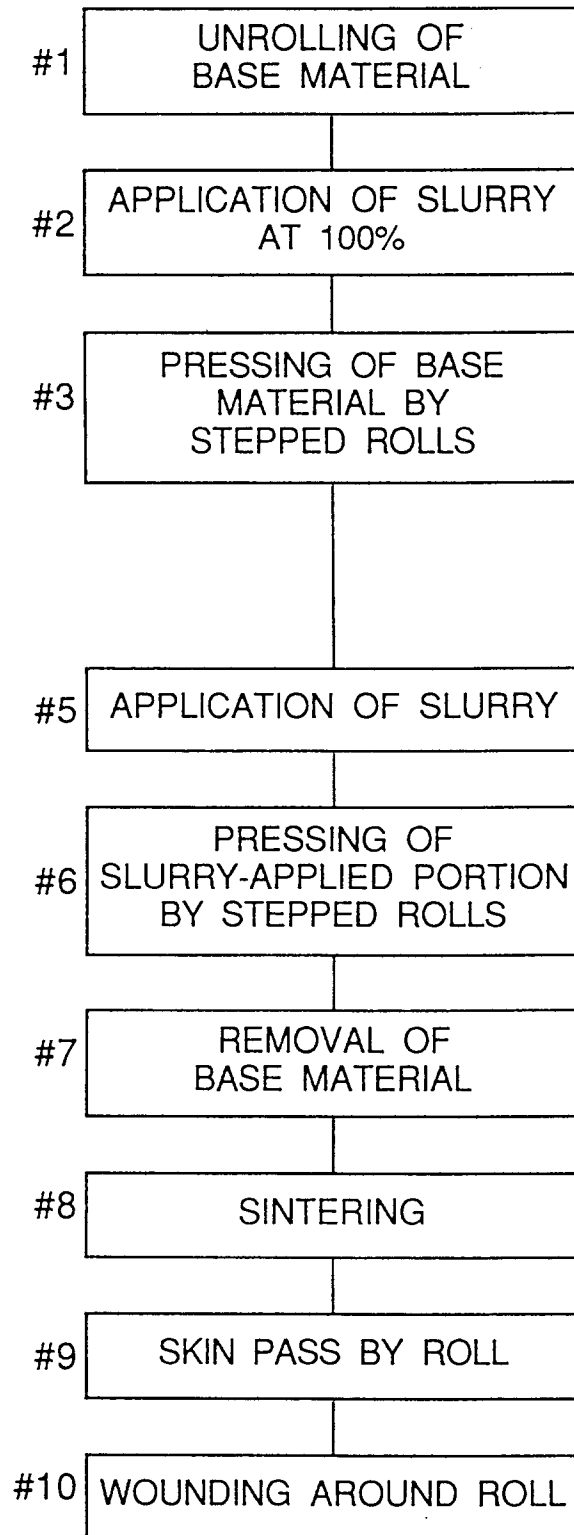 #1
UNROLLING OF
BASE MATERIAL
#2
APPLICATION OF SLURRY
AT 100%
#3
PRESSING OF BASE
MATERIAL BY
STEPPED ROLLS
#5
APPLICATION OF SLURRY
#6
PRESSING OF
SLURRY-APPLIED PORTION
BY STEPPED ROLLS
#7
REMOVAL OF
BASE MATERIAL
#8
SINTERING
#9
SKIN PASS BY ROLL
#10
WOUNDING AROUND ROLL